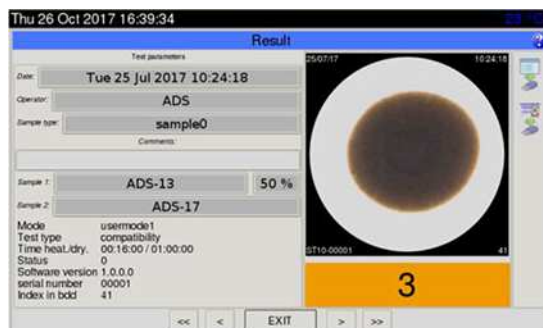 Thu 26 Oct 2017 16:39:34
Result
Test parameters
Date: Tue 25 Jul 2017 10:24:18
Operator: ADS
Sample type: sample0
Comments:
Sample 1: ADS-13 50 %
Sample 2: ADS-17
Mode usermode1
Test type compatibility
Time heat./dry. 00:16:00 / 01:00:00
Status 0
Software version 1.0.0.0
serial number 00001
Index in bdd 41
25/07/17 10:24:18
ST10-00001 41
3
<< < EXIT > >>